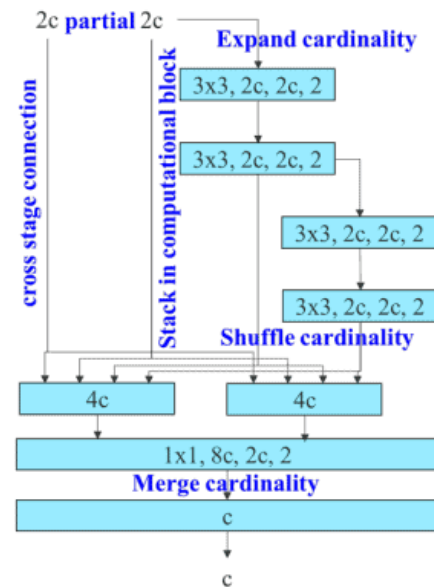 2c partial 2c
Expand cardinality
3x3, 2c, 2c, 2
3x3, 2c, 2c, 2
cross stage connection
Stack in computational block
3x3, 2c, 2c, 2
3x3, 2c, 2c, 2
Shuffle cardinality
4c 4c
1x1, 8c, 2c, 2
Merge cardinality
c
c